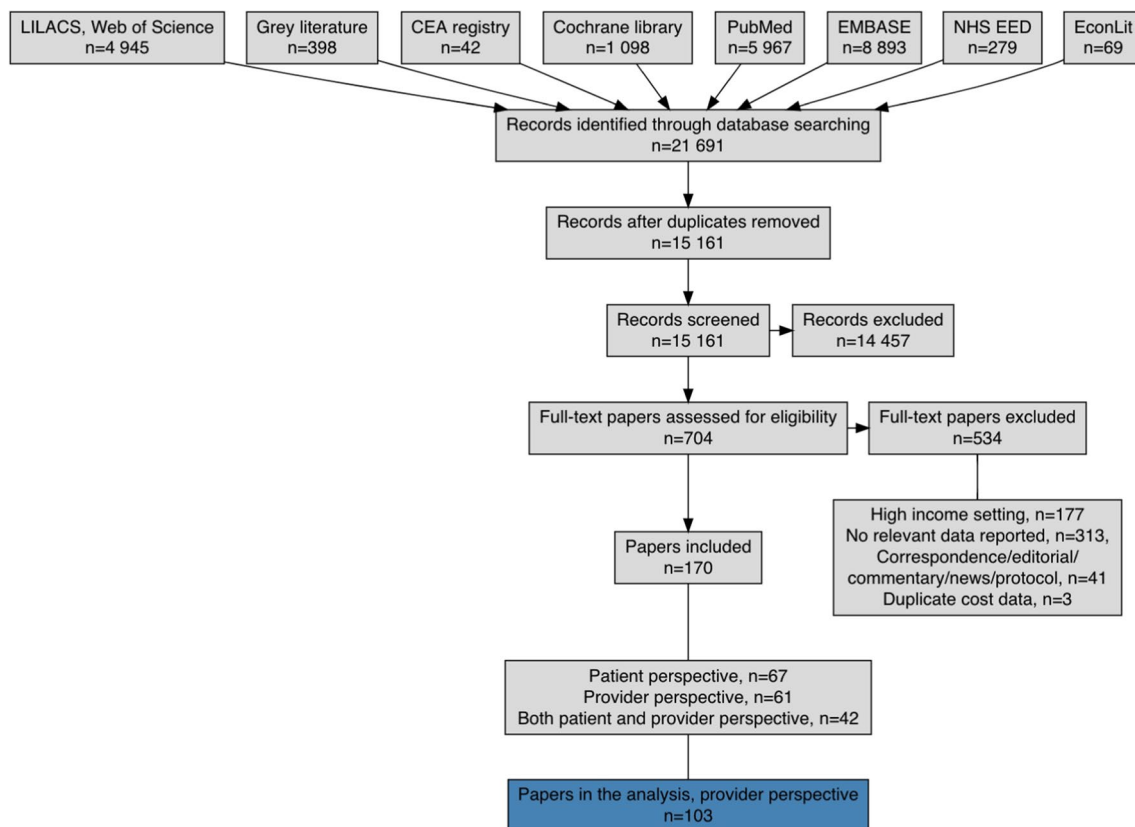 LILACS, Web of Science
n=4 945
Grey literature
n=398
CEA registry
n=42
Cochrane library
n=1 098
PubMed
n=5 967
EMBASE
n=8 893
NHS EED
n=279
EconLit
n=69
Records identified through database searching
n=21 691
Records after duplicates removed
n=15 161
Records screened
n=15 161
Records excluded
n=14 457
Full-text papers assessed for eligibility
n=704
Full-text papers excluded
n=534
High income setting, n=177
No relevant data reported, n=313,
Correspondence/editorial/
commentary/news/protocol, n=41
Duplicate cost data, n=3
Papers included
n=170
Patient perspective, n=67
Provider perspective, n=61
Both patient and provider perspective, n=42
Papers in the analysis, provider perspective
n=103